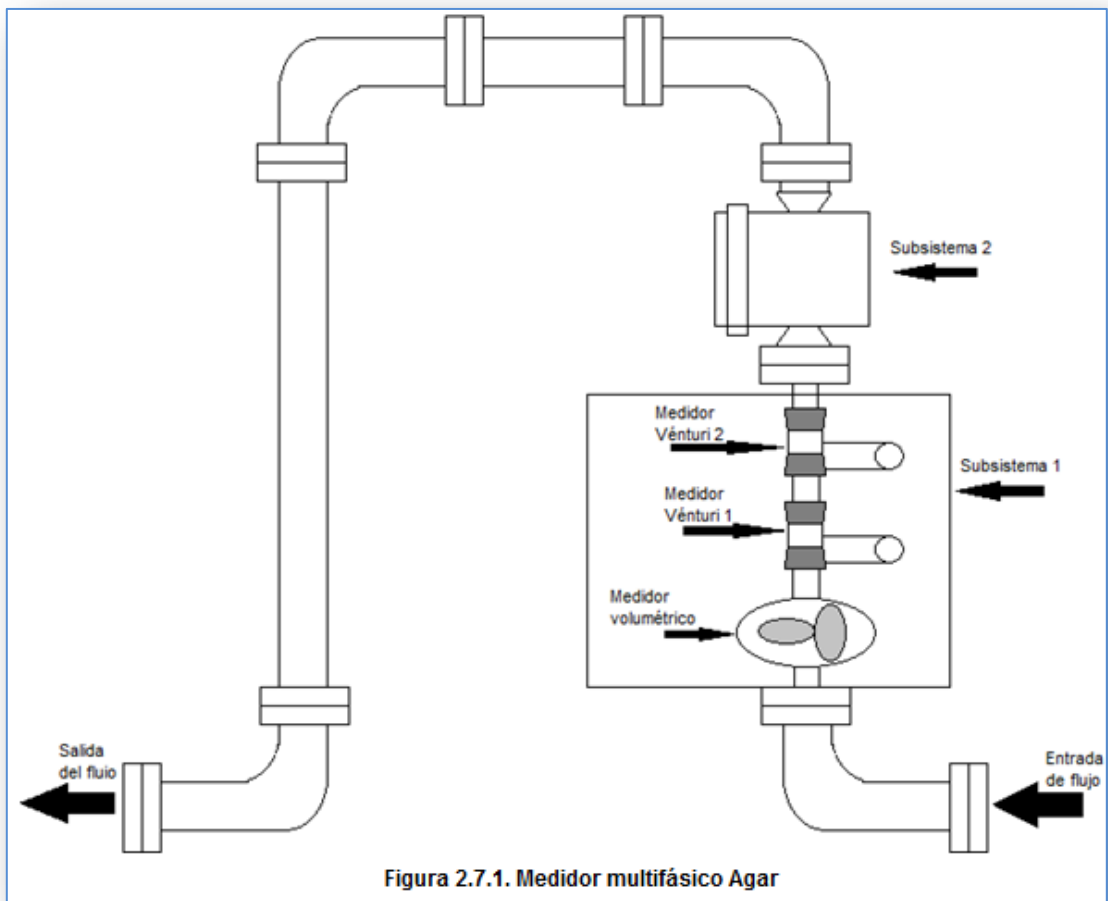 Subsistema 2
Medidor
Vénturi 2
Subsistema 1
Medidor
Vénturi 1
Medidor
volumétrico
Salida
del fluio
Entrada
de flujo
Figura 2.7.1. Medidor multifásico Agar